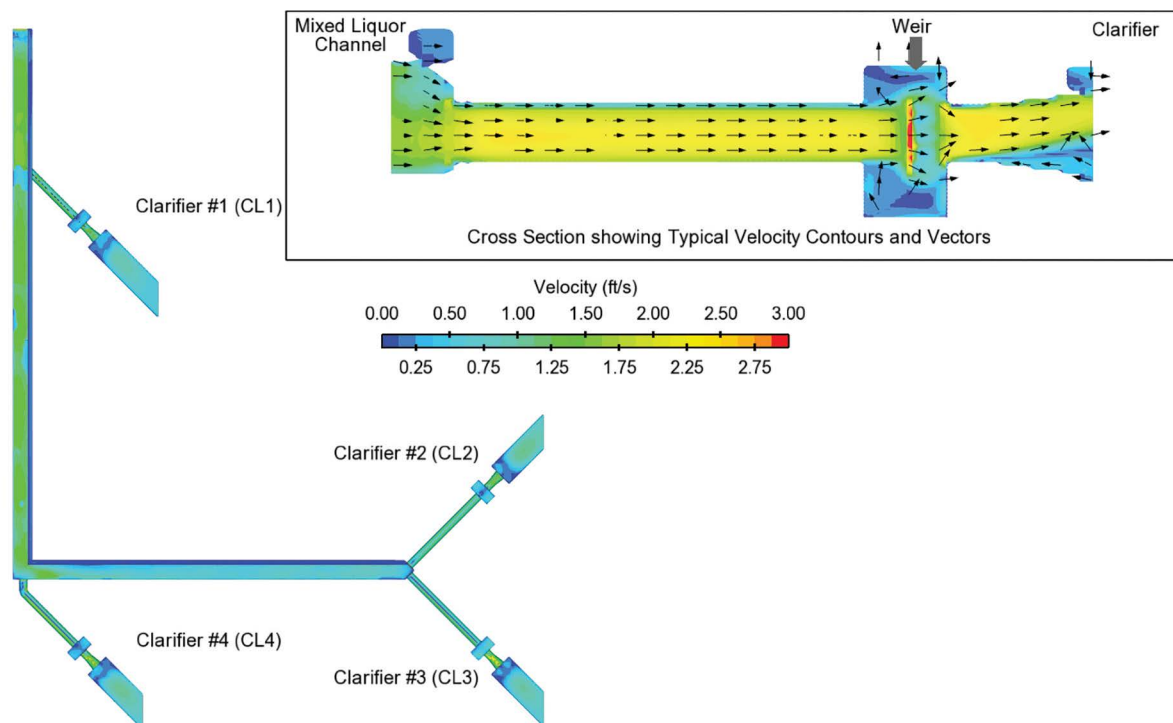 Mixed Liquor
Channel
Weir
Clarifier
Cross Section showing Typical Velocity Contours and Vectors
Clarifier #1 (CL1)
Velocity (ft/s)
0.00 0.50 1.00 1.50 2.00 2.50 3.00
0.25 0.75 1.25 1.75 2.25 2.75
Clarifier #2 (CL2)
Clarifier #4 (CL4)
Clarifier #3 (CL3)